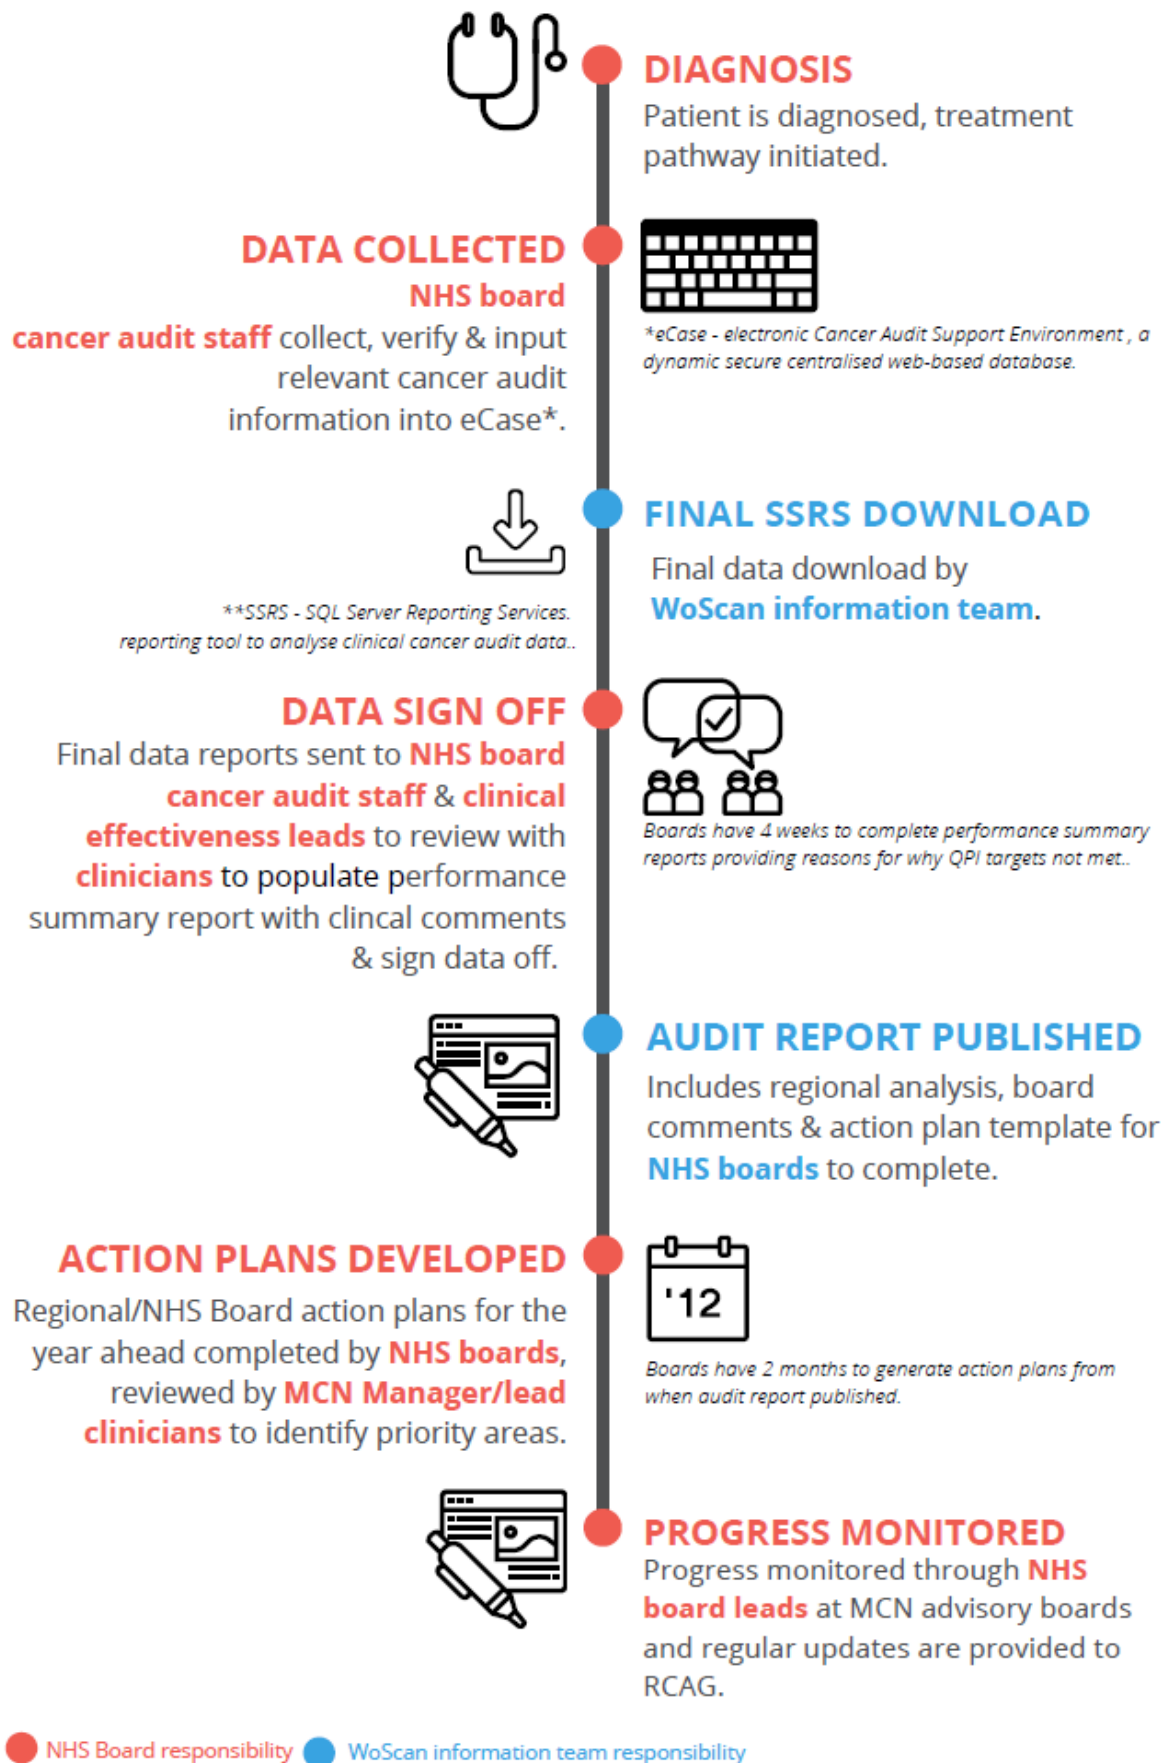 DIAGNOSIS
Patient is diagnosed, treatment
pathway initiated.
DATA COLLECTED
NHS board
cancer audit staff collect, verify & input
relevant cancer audit
information into eCase*.
*eCase - electronic Cancer Audit Support Environment , a
dynamic secure centralised web-based database.
FINAL SSRS DOWNLOAD
Final data download by
WoScan information team.
**SSRS - SQL Server Reporting Services.
reporting tool to analyse clinical cancer audit data..
DATA SIGN OFF
Final data reports sent to NHS board
cancer audit staff & clinical
effectiveness leads to review with
clinicians to populate performance
summary report with clincal comments
& sign data off.
Boards have 4 weeks to complete performance summary
reports providing reasons for why QPI targets not met..
AUDIT REPORT PUBLISHED
Includes regional analysis, board
comments & action plan template for
NHS boards to complete.
ACTION PLANS DEVELOPED
Regional/NHS Board action plans for the
year ahead completed by NHS boards,
reviewed by MCN Manager/lead
clinicians to identify priority areas.
'12
Boards have 2 months to generate action plans from
when audit report published.
PROGRESS MONITORED
Progress monitored through NHS
board leads at MCN advisory boards
and regular updates are provided to
RCAG.
NHS Board responsibility WoScan information team responsibility